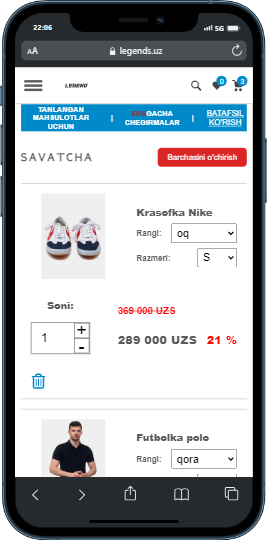 22:06
5G
AA
legends.uz
LEGEND
0
3
TANLANGAN
MAHSULOTLAR
UCHUN
|
GACHA
CHEGIRMALAR
|
BATAFSIL
KO'RISH
SAVATCHA
Barchasini o'chirish
Krasofka Nike
Rangi:
oq
Razmeri:
S
Soni:
1
+
-
369 000 UZS
289 000 UZS
21 %
Futbolka polo
Rangi:
qora